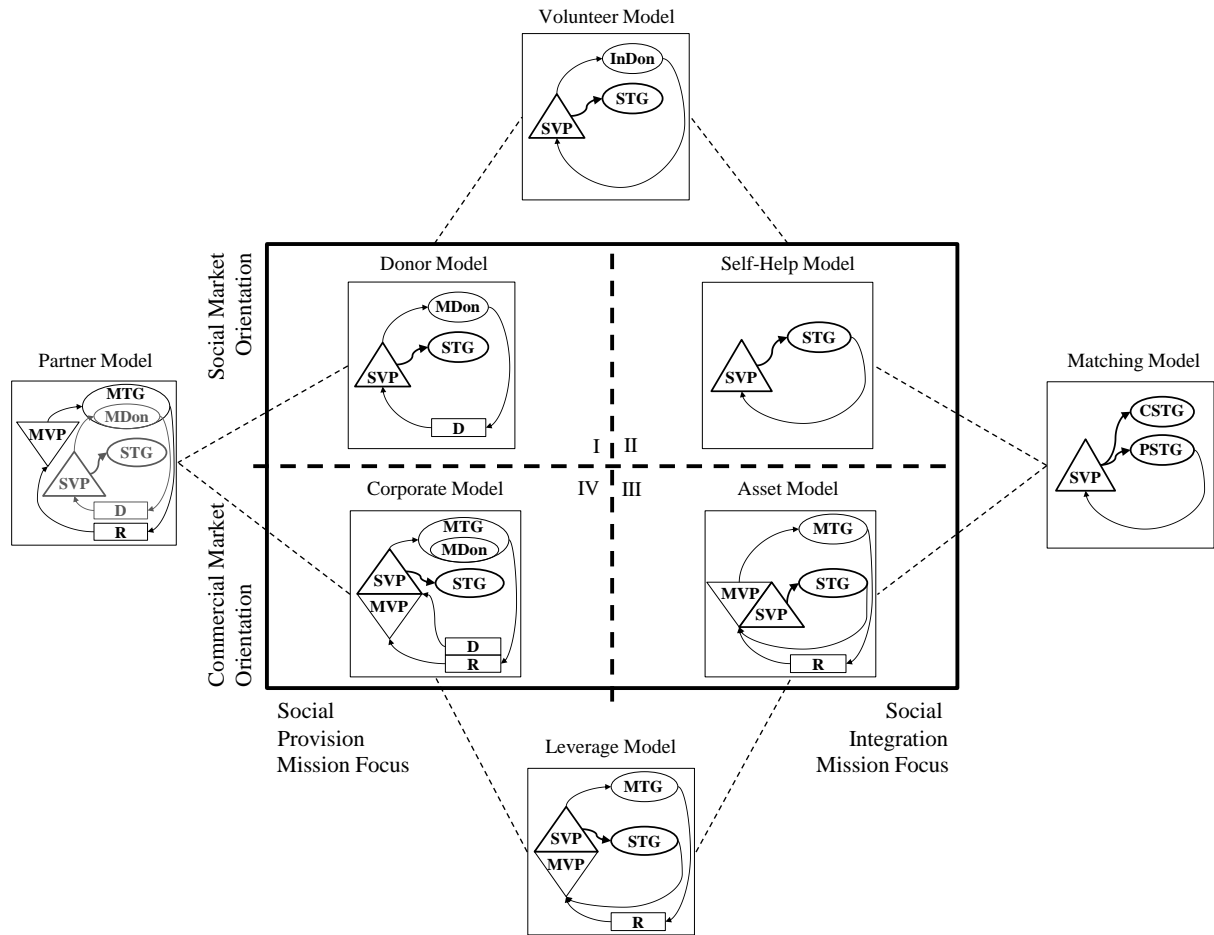 Volunteer Model
InDon
STG
SVP
Social Market
Orientation
Donor Model
MDon
STG
SVP
D
I
Self-Help Model
STG
SVP
II
Partner Model
MTG
MDon
MVP
STG
SVP
D
R
Matching Model
CSTG
PSTG
SVP
Commercial Market
Orientation
Corporate Model
IV
MTG
MDon
SVP
STG
MVP
D
R
III
Asset Model
MTG
MVP
STG
SVP
R
Social
Provision
Mission Focus
Social
Integration
Mission Focus
Leverage Model
MTG
SVP
STG
MVP
R